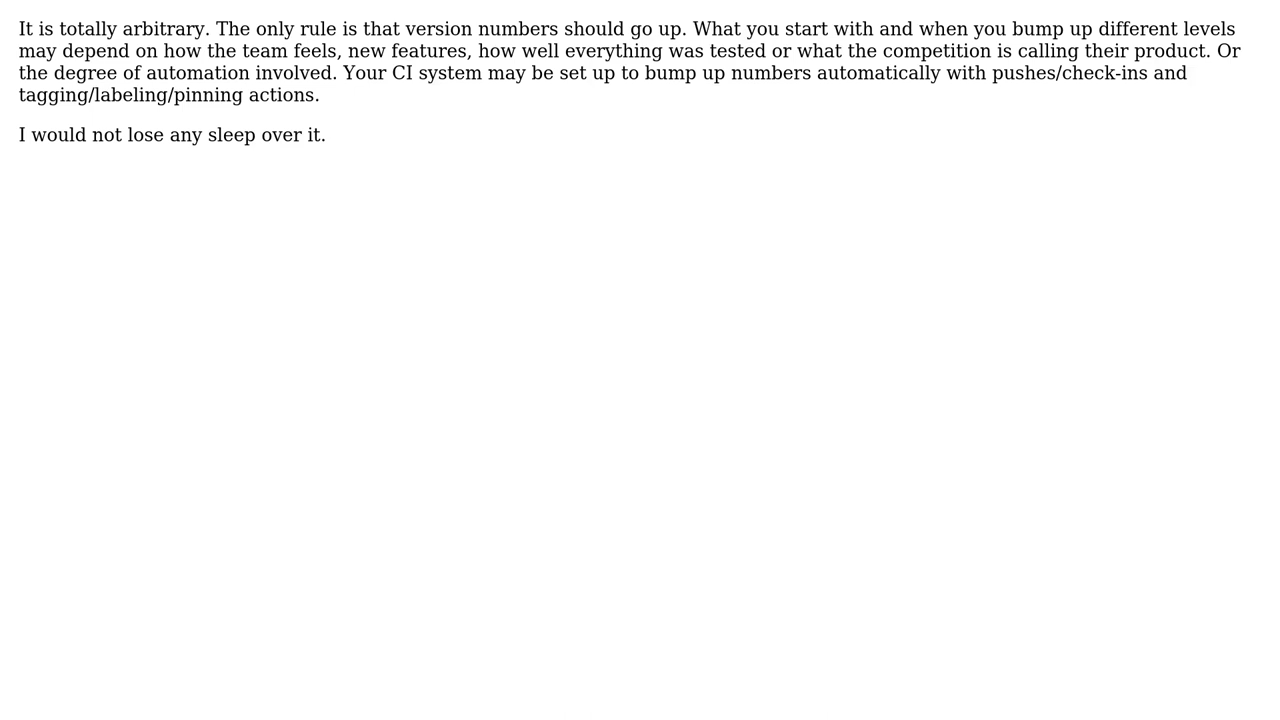 It is totally arbitrary. The only rule is that version numbers should go up. What you start with and when you bump up different levels
may depend on how the team feels, new features, how well everything was tested or what the competition is calling their product. Or
the degree of automation involved. Your CI system may be set up to bump up numbers automatically with pushes/check-ins and
tagging/labeling/pinning actions.
I would not lose any sleep over it.